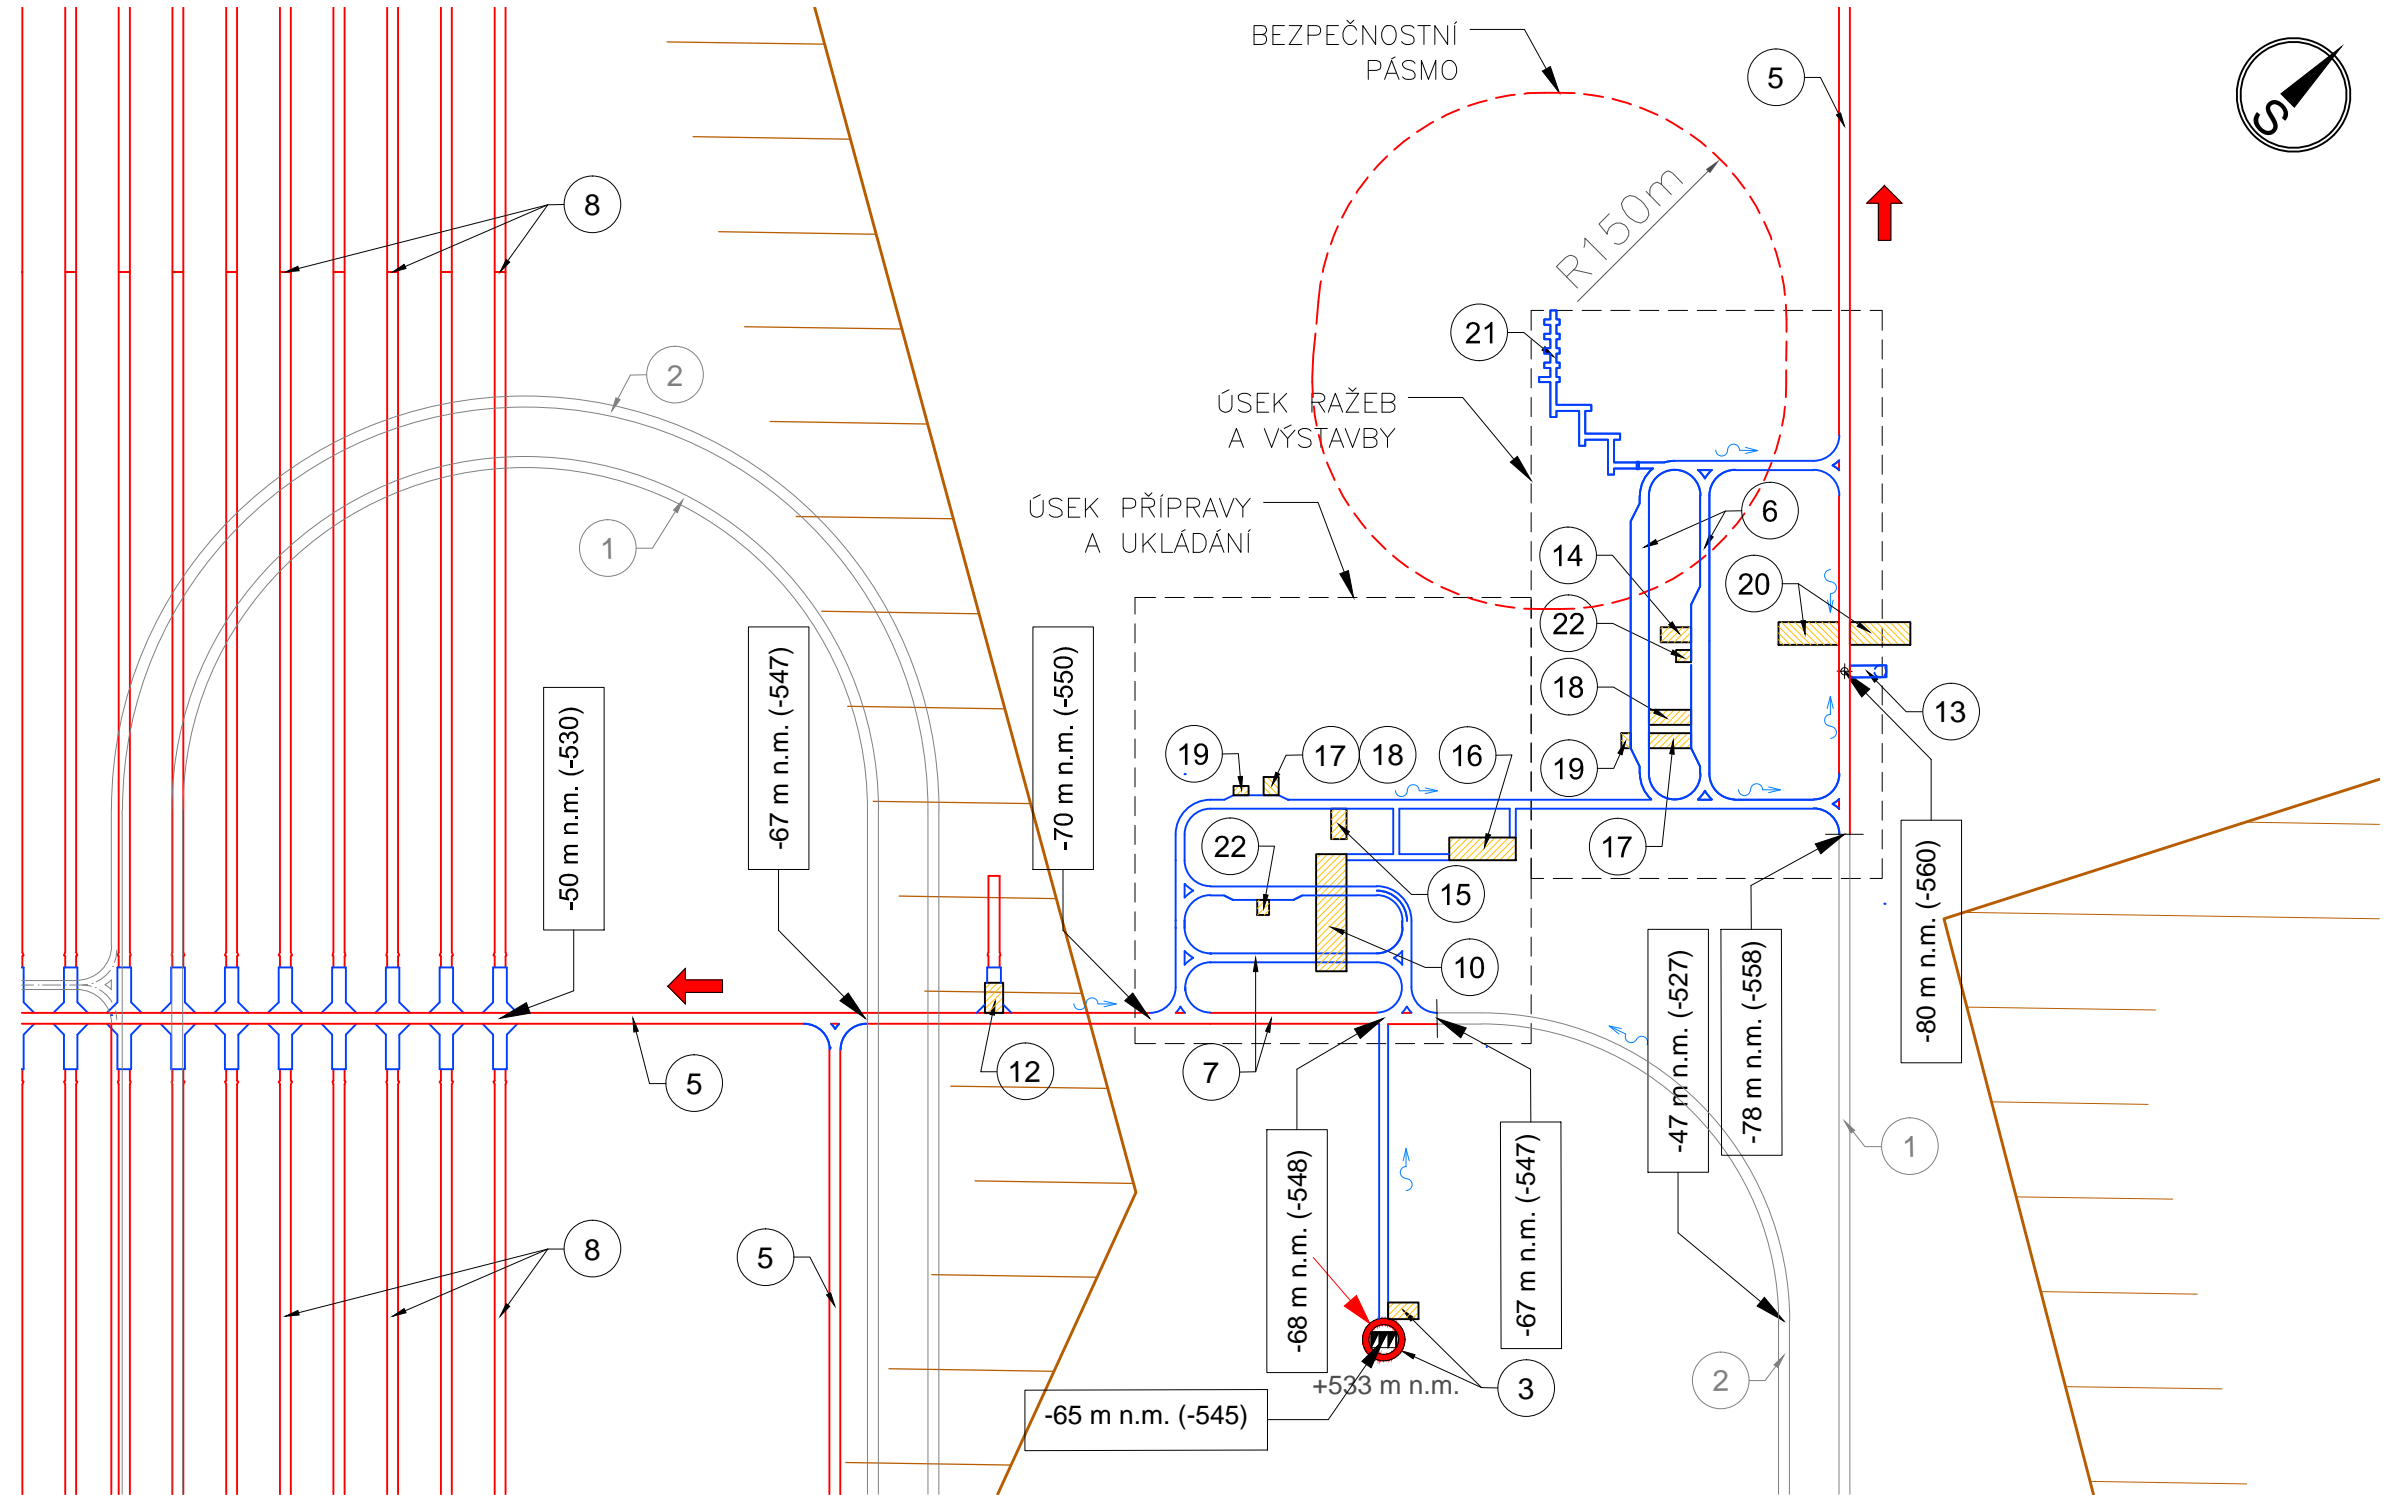 BEZPEČNOSTNÍ
PÁSMO
5
S
8
R150m
21
2
ÚSEK RAŽEB
A VÝSTAVBY
ÚSEK PŘÍPRAVY
A UKLÁDÁNÍ
6
1
14
20
22
18
13
-50 m n.m. (-530)
-67 m n.m. (-547)
-70 m n.m. (-550)
19
17
18
16
19
22
17
15
-80 m n.m. (-560)
10
-47 m n.m. (-527)
-78 m n.m. (-558)
5
12
7
1
8
5
-68 m n.m. (-548)
-67 m n.m. (-547)
+533 m n.m.
3
2
-65 m n.m. (-545)